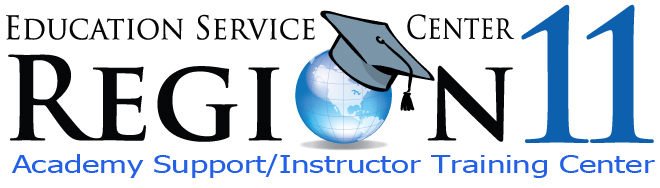 Education Service Center 11
Region
Academy Support/Instructor Training Center